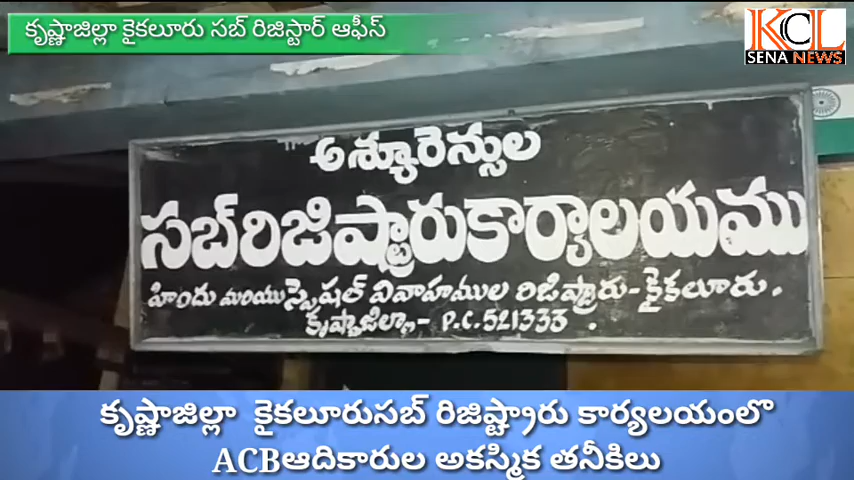 కృష్ణాజిల్లా కైకలూరు సబ్ రిజిస్టార్ ఆఫీస్
KCL
SENA NEWS
అశ్యూరెన్సుల
సబ్‌రిజిష్ట్రారుకార్యాలయము
హిందు మరియు స్పెషల్ వివాహముల రిజిష్ట్రారు-కైకలూరు.
కృష్ణాజిల్లా- P.C.521333.
కృష్ణాజిల్లా కైకలూరుసబ్ రిజిష్ట్రారు కార్యలయంలొ
ACBఆదికారుల అకస్మిక తనీకిలు